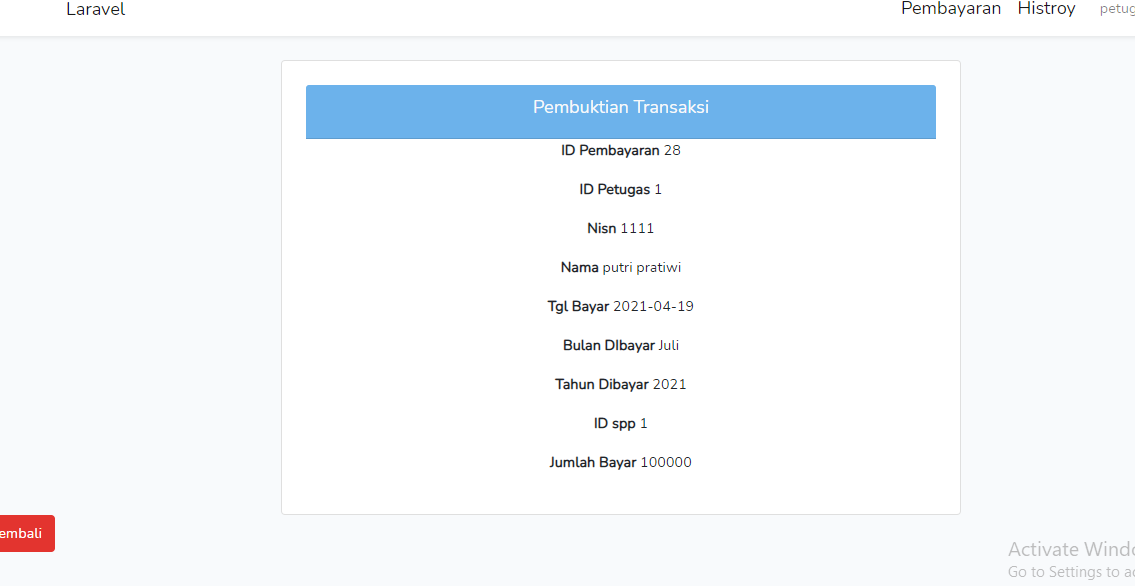 Laravel
Pembayaran Histroy petug
Pembuktian Transaksi
ID Pembayaran 28
ID Petugas 1
Nisn 1111
Nama putri pratiwi
Tgl Bayar 2021-04-19
Bulan DIbayar Juli
Tahun Dibayar 2021
ID spp 1
Jumlah Bayar 100000
embali
Activate Windo
Go to Settings to ac